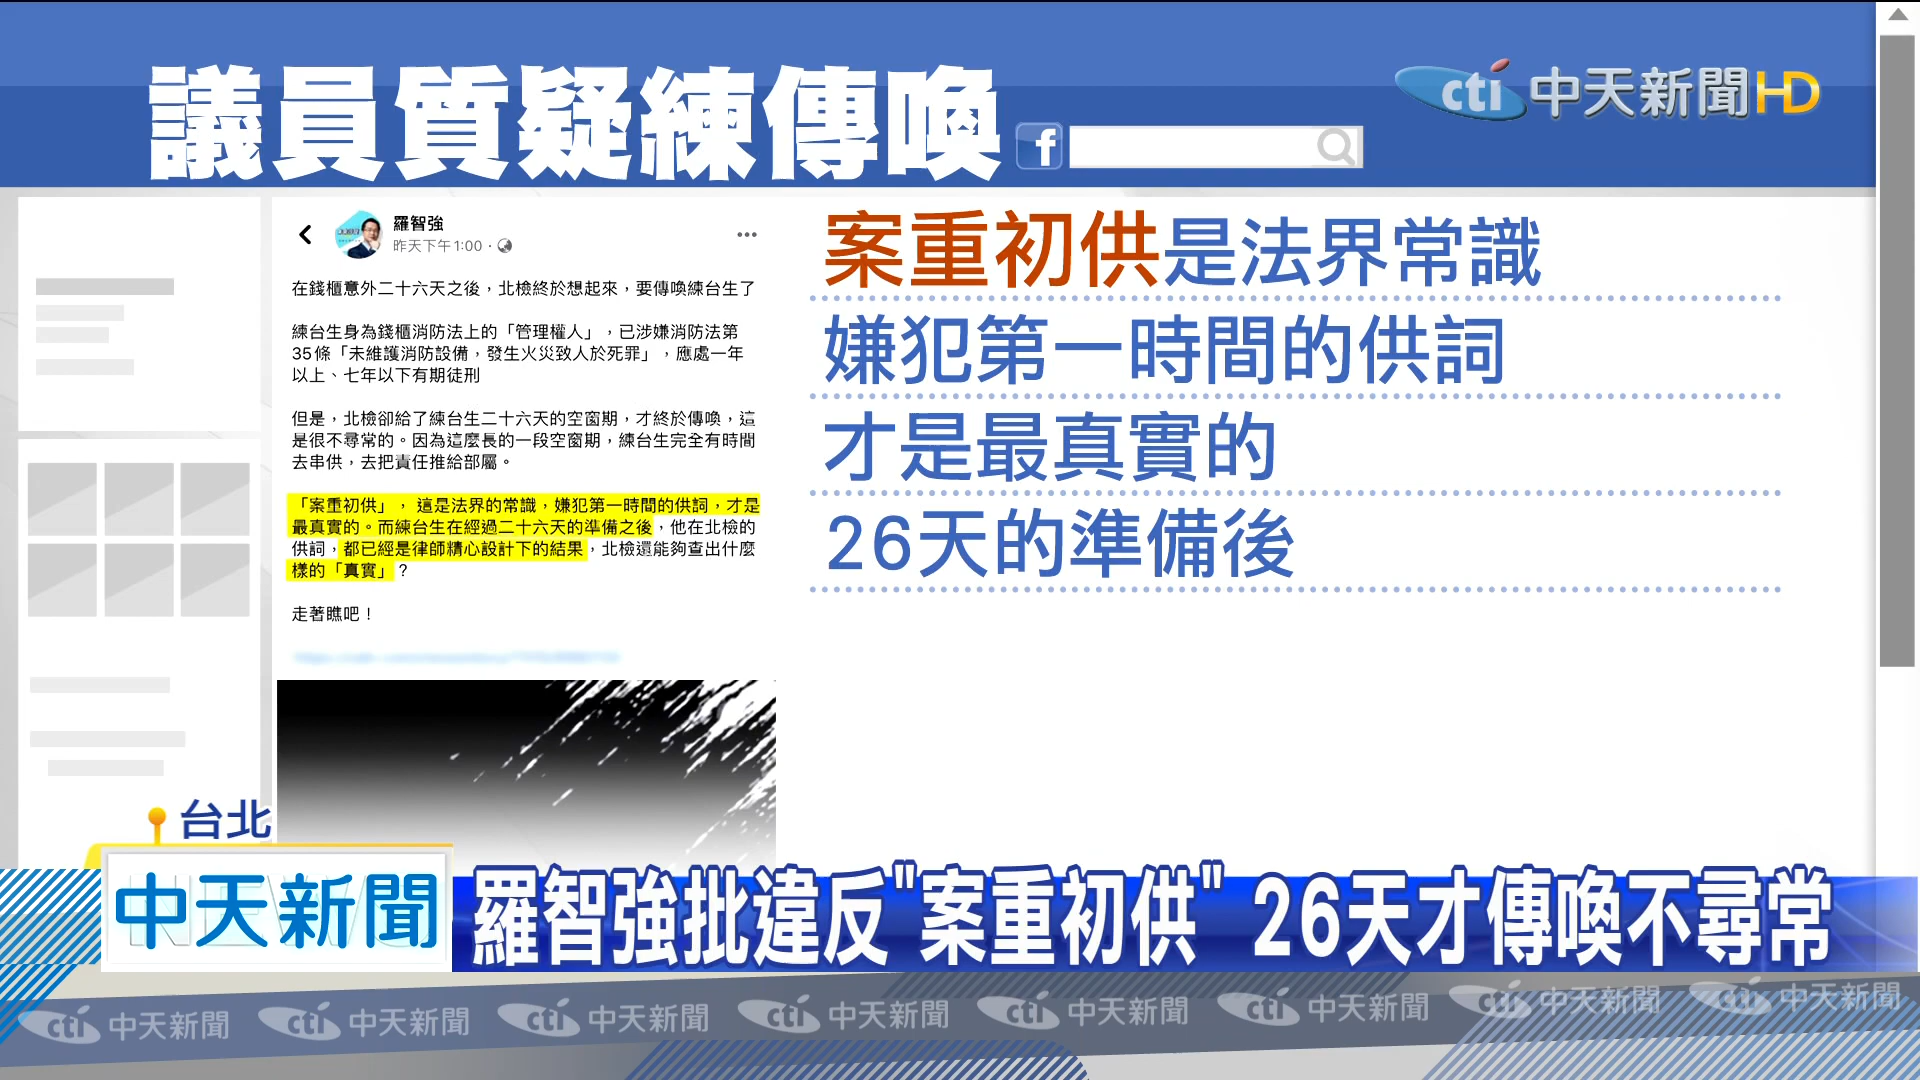 議員質疑練傳喚
f
cti 中天新聞HD
羅智強
昨天下午1:00
在錢櫃意外二十六天之後，北檢終於想起來，要傳喚練台生了
練台生身為錢櫃消防法上的「管理權人」，已涉嫌消防法第
35條「未維護消防設備，發生火災致人於死罪」，應處一年
以上、七年以下有期徒刑
但是，北檢卻給了練台生二十六天的空窗期，才終於傳喚，這
是很不尋常的。因為這麼長的一段空窗期，練台生完全有時間
去串供，去把責任推給部屬。
「案重初供」， 這是法界的常識，嫌犯第一時間的供詞，才是
最真實的。而練台生在經過二十六天的準備之後，他在北檢的
供詞，都已經是律師精心設計下的結果，北檢還能夠查出什麼
樣的「真實」？
走著瞧吧！
案重初供是法界常識
嫌犯第一時間的供詞
才是最真實的
26天的準備後
台北
中天新聞
羅智強批違反"案重初供" 26天才傳喚不尋常
cti 中天新聞 cti 中天新聞 cti 中天新聞 cti 中天新聞 cti 中天新聞 cti 中天新聞 cti 中天新聞 cti 中天新聞